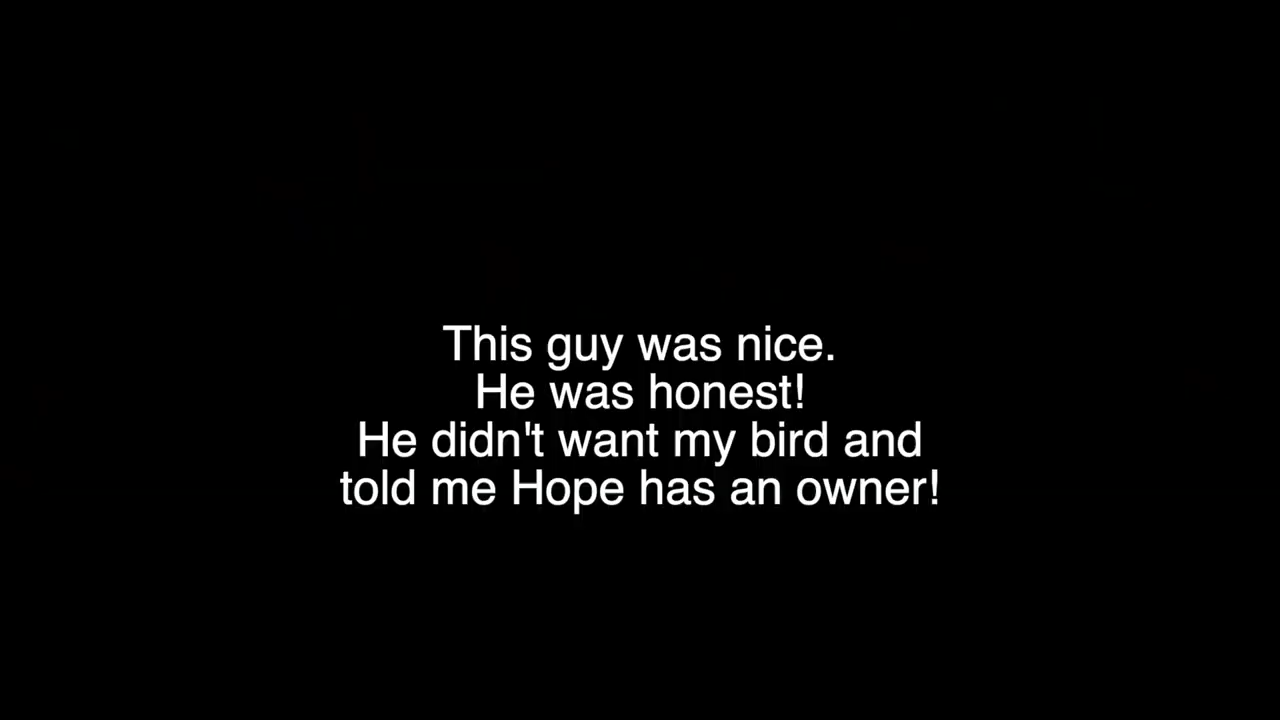 This guy was nice.
He was honest!
He didn't want my bird and
told me Hope has an owner!